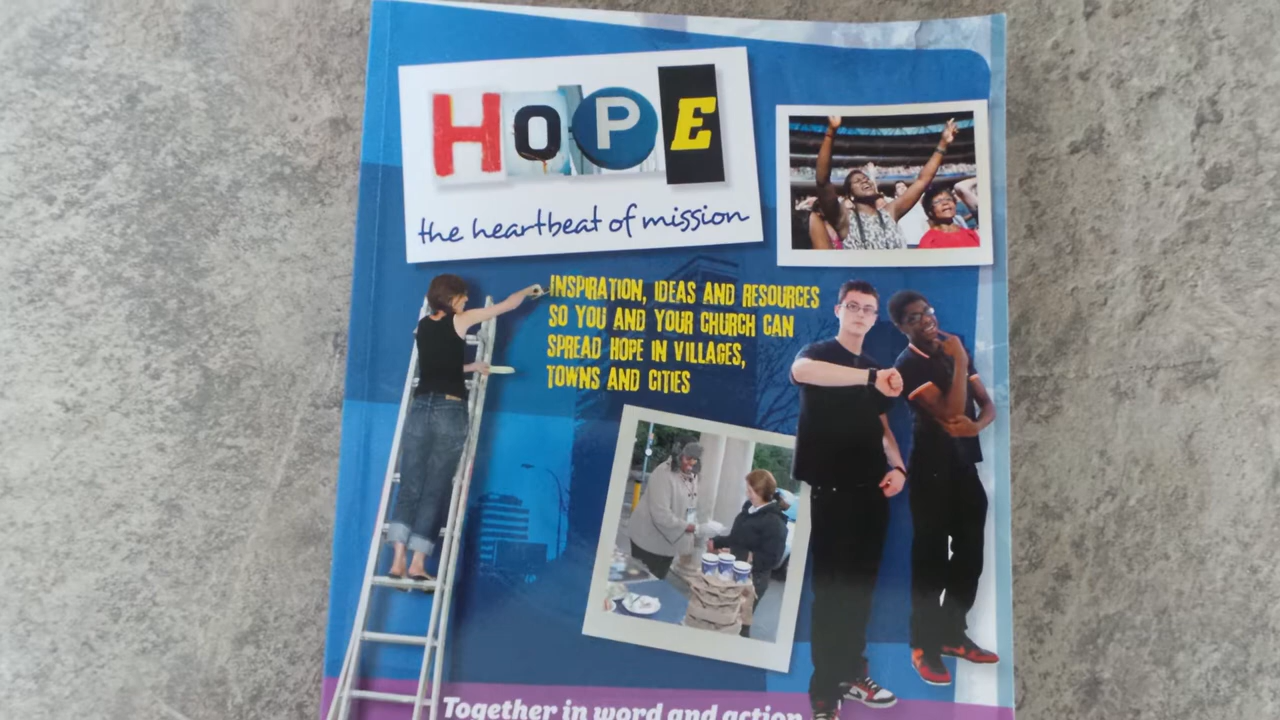 HOPE
the heartbeat of mission
INSPIRATION, IDEAS AND RESOURCES
SO YOU AND YOUR CHURCH CAN
SPREAD HOPE IN VILLAGES,
TOWNS AND CITIES
Together in word and action